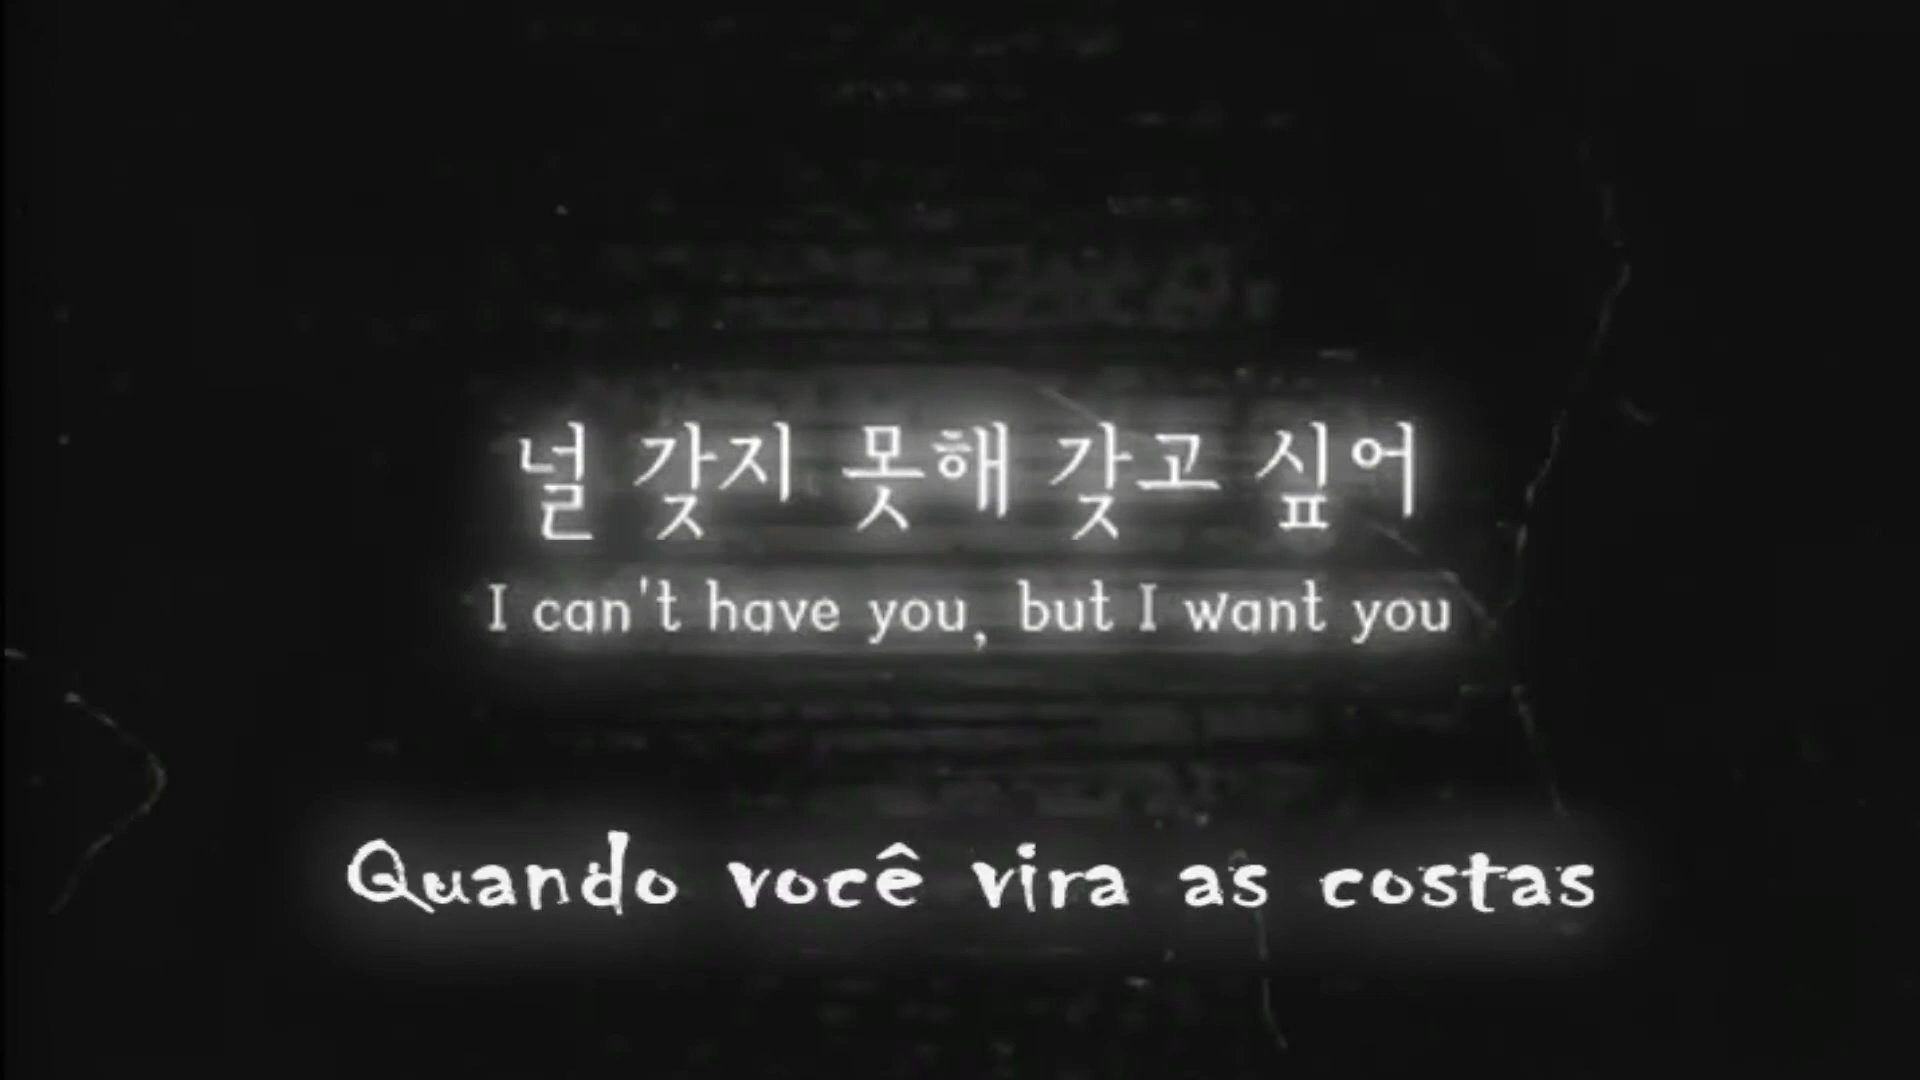 널 갖지 못해 갖고 싶어
I can't have you, but I want you
Quando você vira as costas